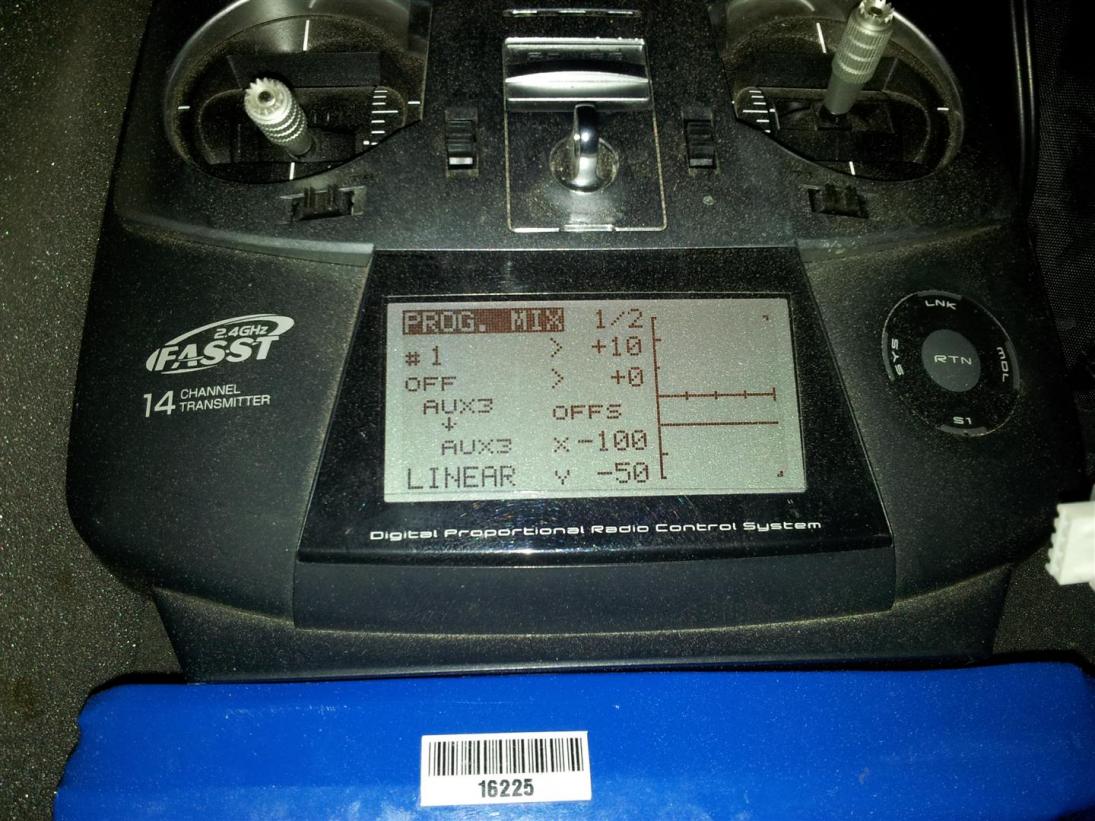 PROG. MIX 1/2
#1 > +10
OFF > +0
AUX3 OFFS
AUX3 X -100
LINEAR Y -50
2.4GHz
FASST
14 CHANNEL
TRANSMITTER
LNK
SYS
RTN
MDL
S1
Digital Proportional Radio Control System
16225